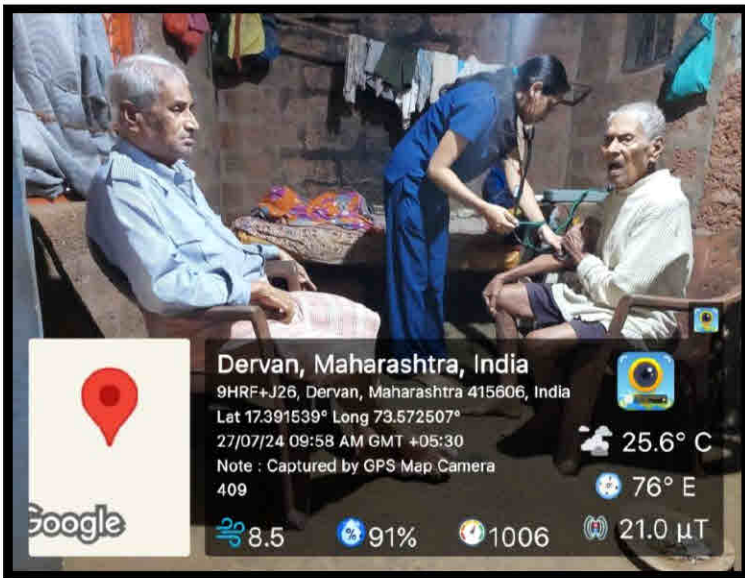 Dervan, Maharashtra, India
9HRF+J26, Dervan, Maharashtra 415606, India
Lat 17.391539° Long 73.572507°
27/07/24 09:58 AM GMT +05:30
Note : Captured by GPS Map Camera
409
25.6° C
76° E
8.5
91%
1006
21.0 µT
Google